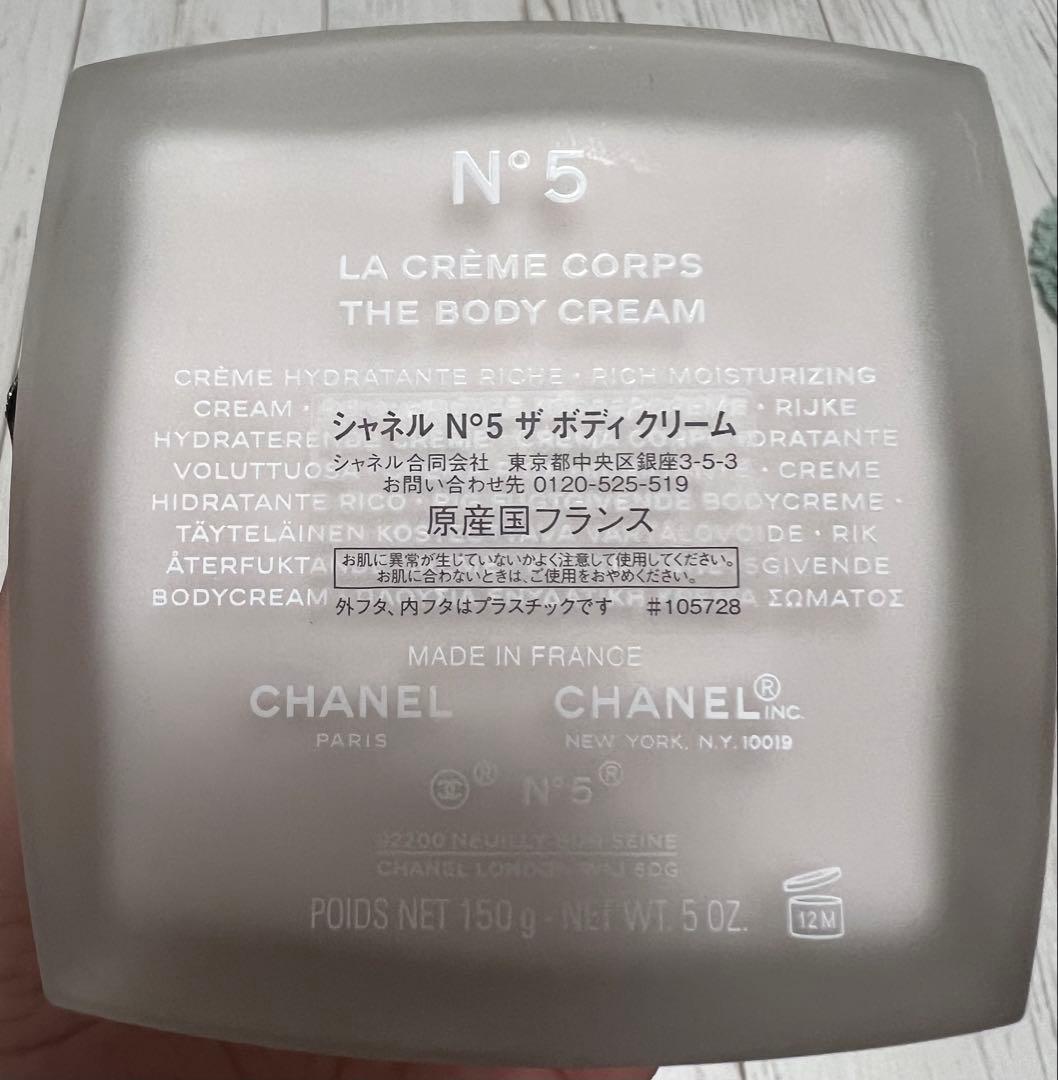 N°5
LA CRÈME CORPS
THE BODY CREAM
CRÈME HYDRATANTE RICHE · RICH MOISTURIZING
CREAM · · RIJKE
シャネル N°5 ザ ボディ クリーム
HYDRATANTE
シャネル合同会社 東京都中央区銀座3-5-3
· CREME
お問い合わせ先 0120-525-519
HIDRATANTE RICO BODYCREME ·
原産国フランス
TÄYTELÄINEN · RIK
お肌に異常が生じていないかよく注意して使用してください。
お肌に合わないときは、ご使用をおやめください。
BODYCREAM ΣΩΜΑΤΟΣ
外フタ、内フタはプラスチックです #105728
MADE IN FRANCE
CHANEL CHANEL® INC.
PARIS NEW YORK, N.Y. 10019
® N°5®
92200 NEUILLY SUR SEINE
CHANEL LONDON
POIDS NET 150 g - NET WT. 5 OZ.
12 M